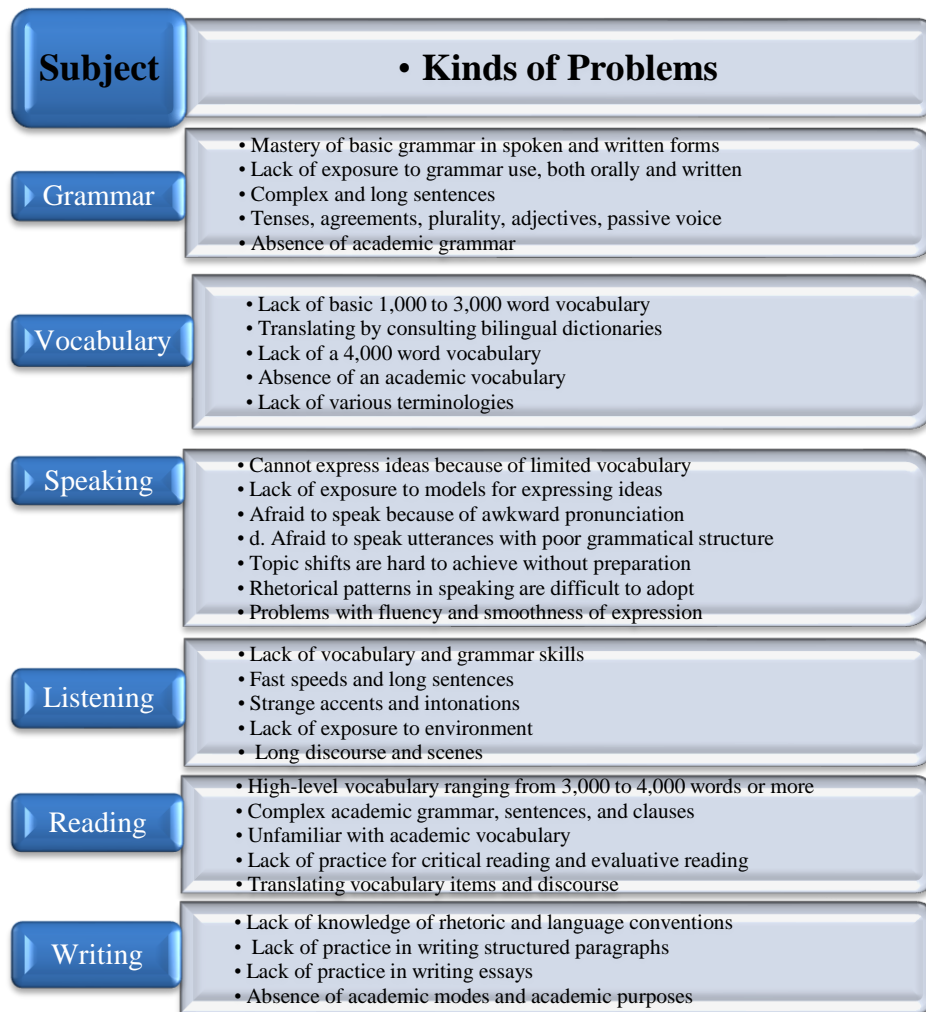 Subject
• Kinds of Problems
Grammar
• Mastery of basic grammar in spoken and written forms
• Lack of exposure to grammar use, both orally and written
• Complex and long sentences
• Tenses, agreements, plurality, adjectives, passive voice
• Absence of academic grammar
Vocabulary
• Lack of basic 1,000 to 3,000 word vocabulary
• Translating by consulting bilingual dictionaries
• Lack of a 4,000 word vocabulary
• Absence of an academic vocabulary
• Lack of various terminologies
Speaking
• Cannot express ideas because of limited vocabulary
• Lack of exposure to models for expressing ideas
• Afraid to speak because of awkward pronunciation
• d. Afraid to speak utterances with poor grammatical structure
• Topic shifts are hard to achieve without preparation
• Rhetorical patterns in speaking are difficult to adopt
• Problems with fluency and smoothness of expression
Listening
• Lack of vocabulary and grammar skills
• Fast speeds and long sentences
• Strange accents and intonations
• Lack of exposure to environment
• Long discourse and scenes
Reading
• High-level vocabulary ranging from 3,000 to 4,000 words or more
• Complex academic grammar, sentences, and clauses
• Unfamiliar with academic vocabulary
• Lack of practice for critical reading and evaluative reading
• Translating vocabulary items and discourse
Writing
• Lack of knowledge of rhetoric and language conventions
• Lack of practice in writing structured paragraphs
• Lack of practice in writing essays
• Absence of academic modes and academic purposes